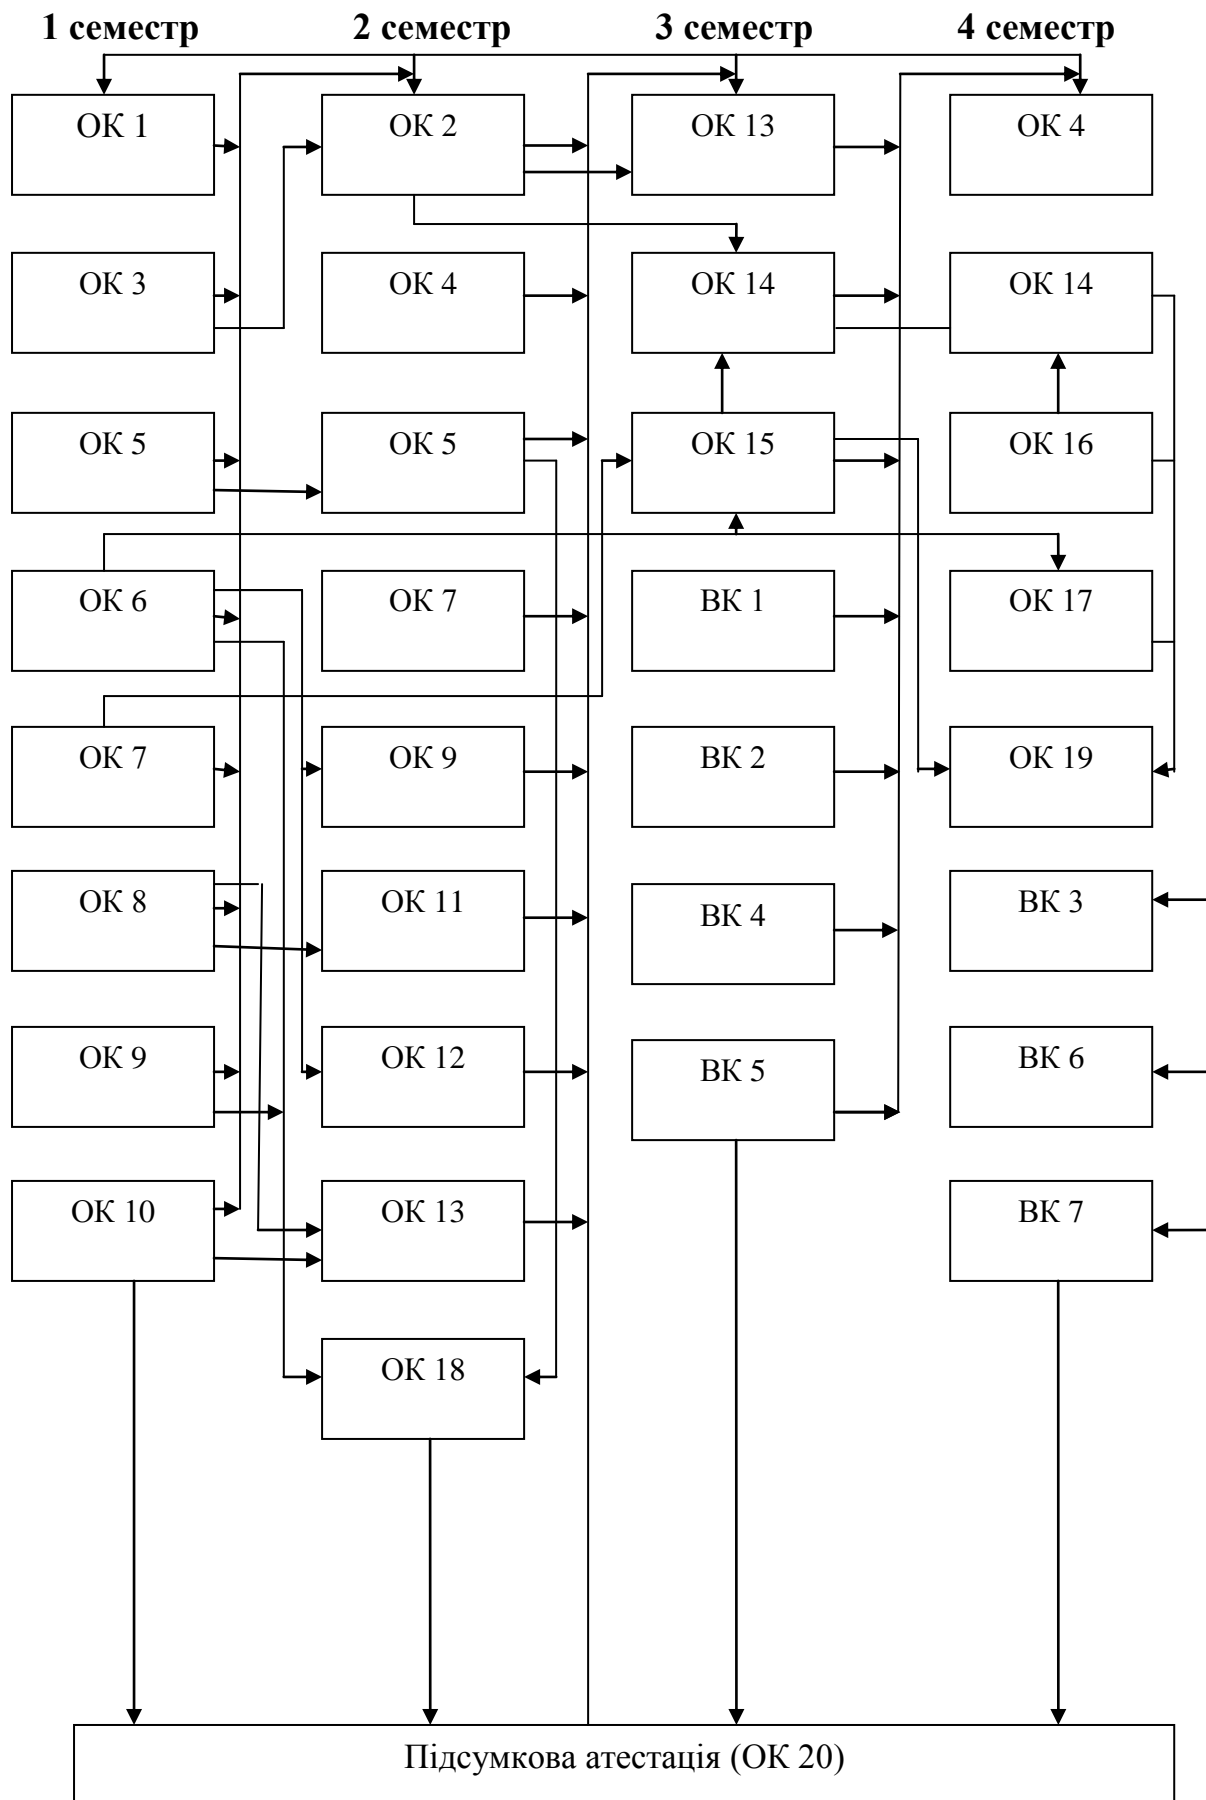 1 семестр 2 семестр 3 семестр 4 семестр
ОК 1 ОК 2 ОК 13 ОК 4
ОК 3 ОК 4 ОК 14 ОК 14
ОК 5 ОК 5 ОК 15 ОК 16
ОК 6 ОК 7 ВК 1 ОК 17
ОК 7 ОК 9 ВК 2 ОК 19
ОК 8 ОК 11 ВК 4 ВК 3
ОК 9 ОК 12 ВК 5 ВК 6
ОК 10 ОК 13 ВК 7
ОК 18
Підсумкова атестація (ОК 20)